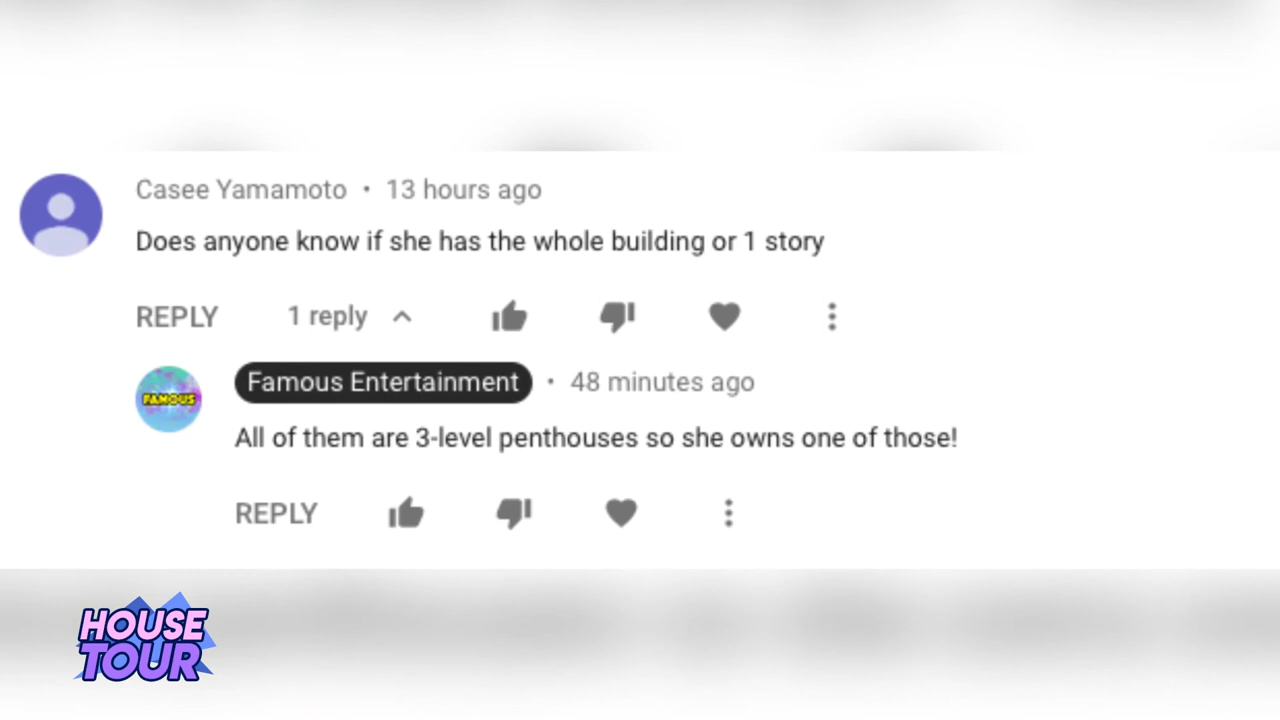 Casee Yamamoto • 13 hours ago
Does anyone know if she has the whole building or 1 story
REPLY 1 reply
Famous Entertainment • 48 minutes ago
FAMOUS
All of them are 3-level penthouses so she owns one of those!
REPLY
HOUSE
TOUR